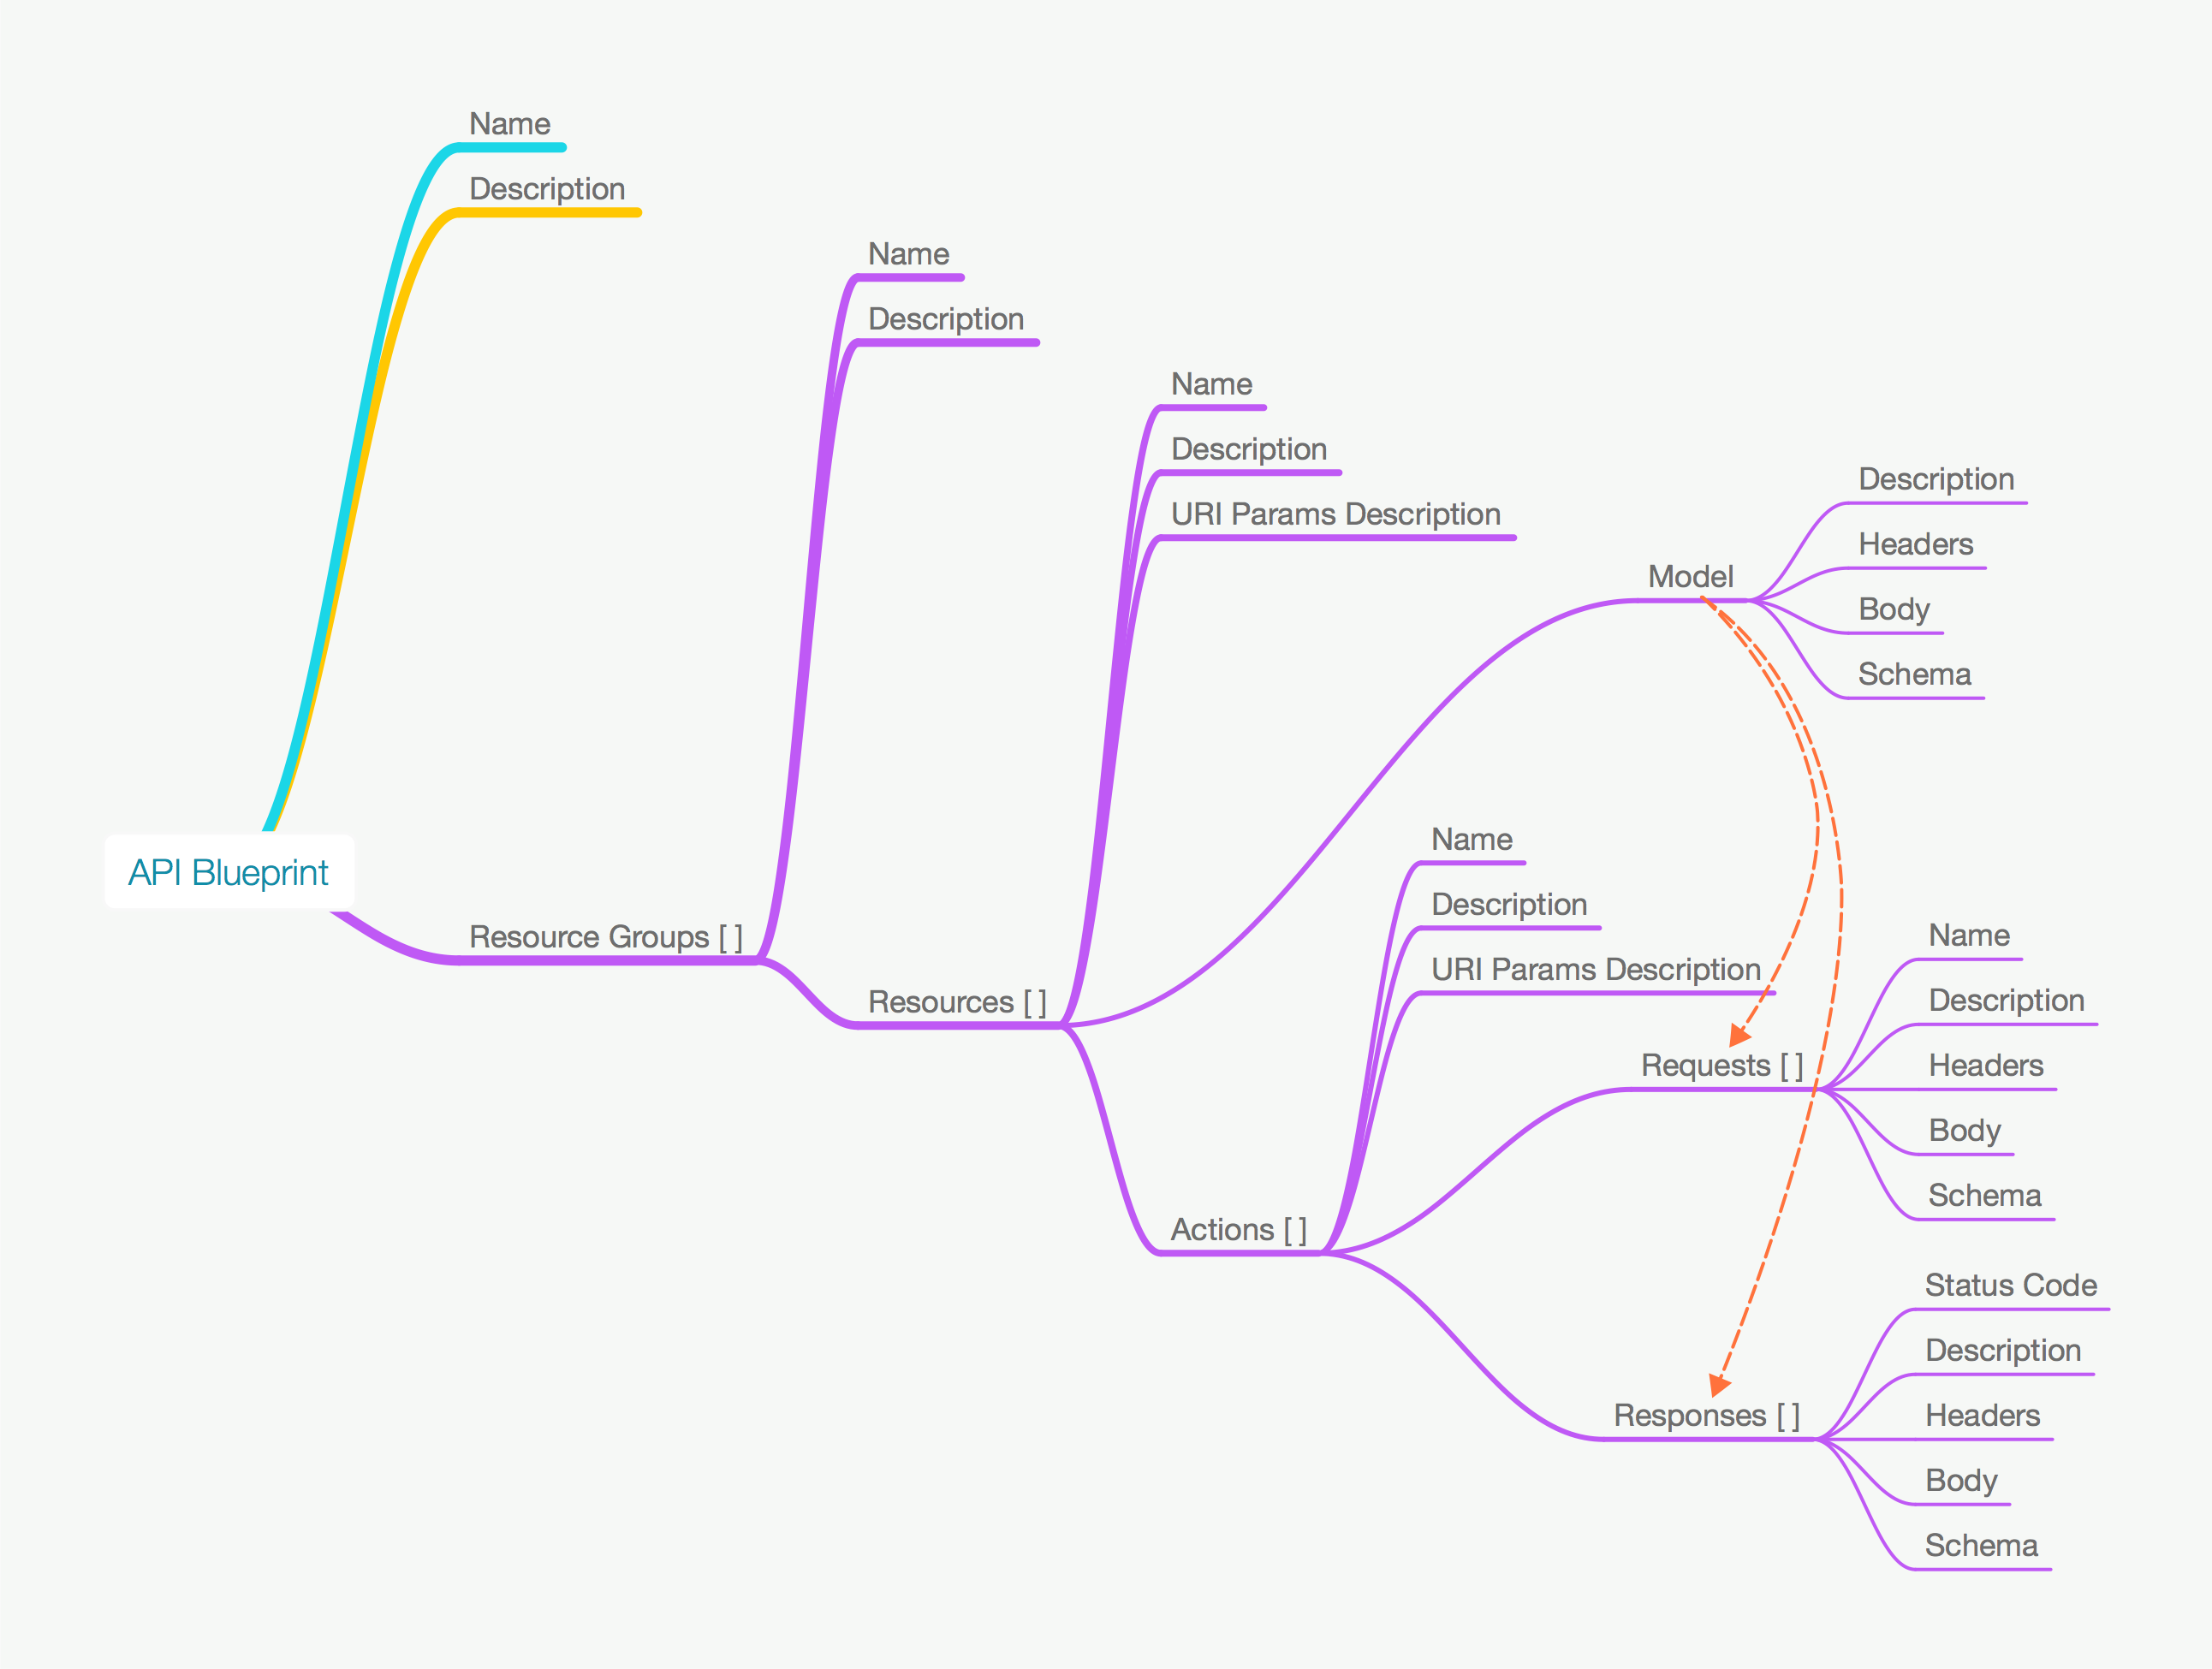 Name
Description
Name
Description
Name
Description
URI Params Description
Model
Description
Headers
Body
Schema
API Blueprint
Resource Groups [ ]
Resources [ ]
Actions [ ]
Name
Description
URI Params Description
Requests [ ]
Name
Description
Headers
Body
Schema
Responses [ ]
Status Code
Description
Headers
Body
Schema